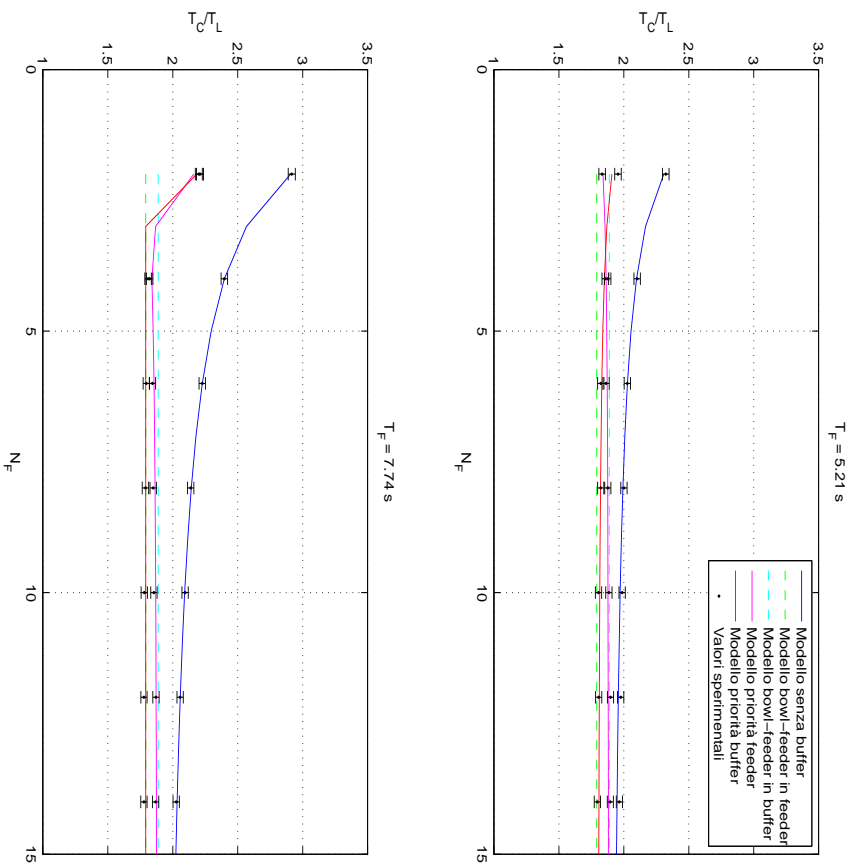 T_F = 5.21 s
T_C/T_L
3.5
3
2.5
2
1.5
1
0
5
10
15
N_F
Modello senza buffer
Modello bowl−feeder in feeder
Modello bowl−feeder in buffer
Modello priorità feeder
Modello priorità buffer
Valori sperimentali
T_F = 7.74 s
T_C/T_L
3.5
3
2.5
2
1.5
1
0
5
10
15
N_F